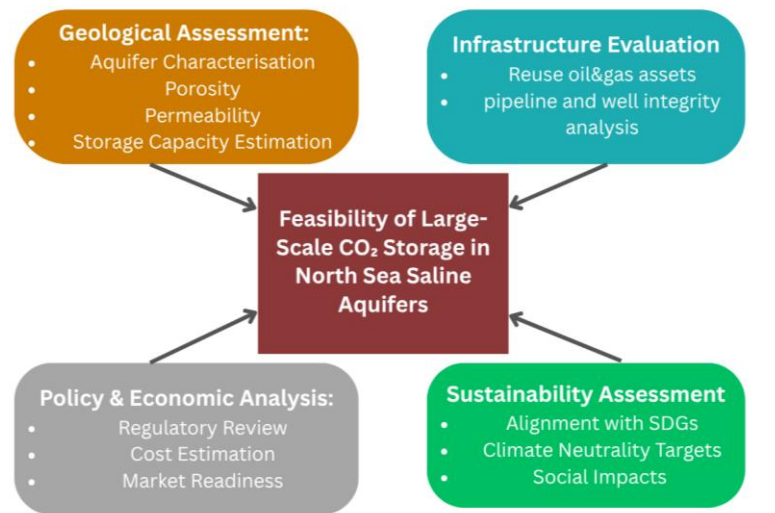 Geological Assessment:
• Aquifer Characterisation
• Porosity
• Permeability
• Storage Capacity Estimation
Infrastructure Evaluation
• Reuse oil&gas assets
• pipeline and well integrity
analysis
Feasibility of Large-
Scale CO₂ Storage in
North Sea Saline
Aquifers
Policy & Economic Analysis:
• Regulatory Review
• Cost Estimation
• Market Readiness
Sustainability Assessment
• Alignment with SDGs
• Climate Neutrality Targets
• Social Impacts